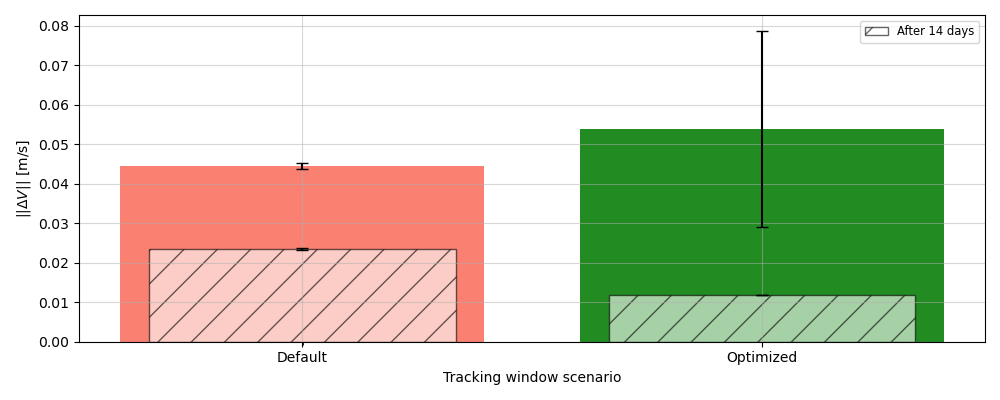 0.08
0.07
0.06
0.05
0.04
0.03
0.02
0.01
0.00
||ΔV|| [m/s]
After 14 days
Default
Optimized
Tracking window scenario